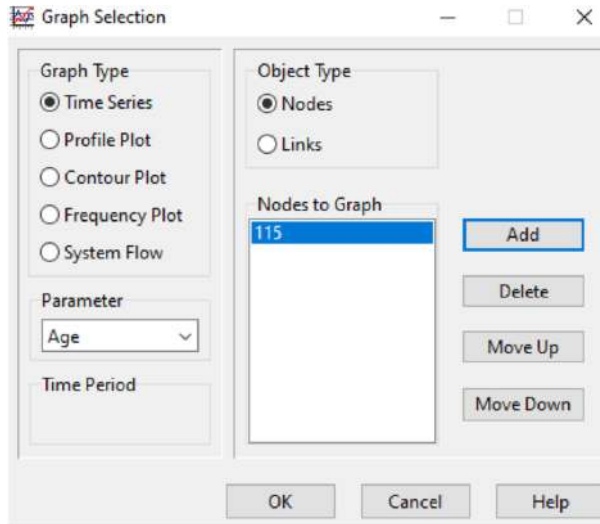 Graph Selection
Graph Type
Time Series
Profile Plot
Contour Plot
Frequency Plot
System Flow
Parameter
Age
Time Period
Object Type
Nodes
Links
Nodes to Graph
115
Add
Delete
Move Up
Move Down
OK
Cancel
Help